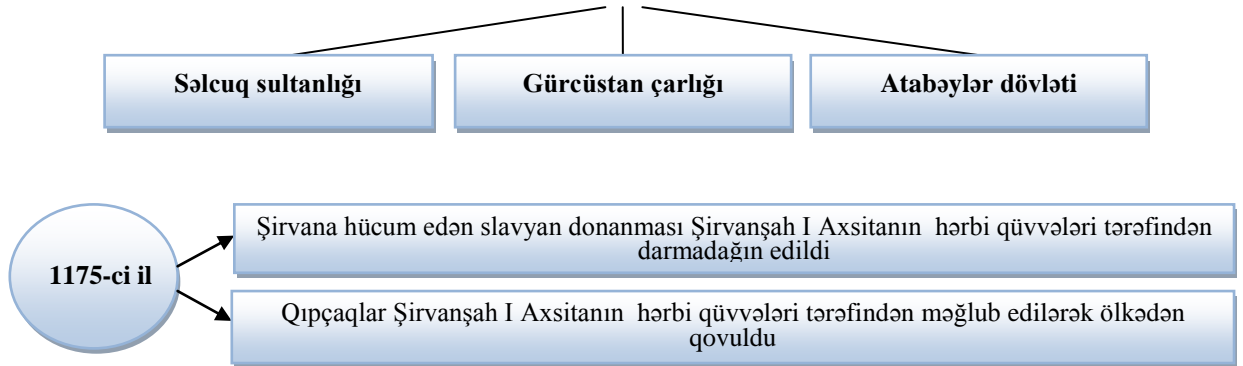 Səlcuq sultanlığı
Gürcüstan çarlığı
Atabəylər dövləti
1175-ci il
Şirvana hücum edən slavyan donanması Şirvanşah I Axsitanın hərbi qüvvələri tərəfindən
darmadağın edildi
Qıpçaqlar Şirvanşah I Axsitanın hərbi qüvvələri tərəfindən məğlub edilərək ölkədən
qovuldu